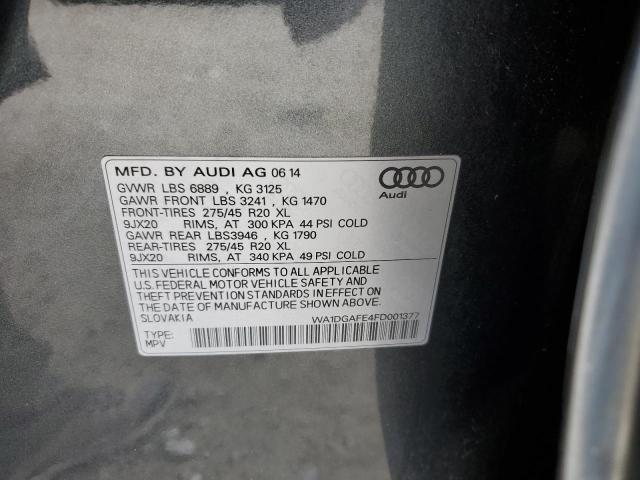 MFD. BY AUDI AG 06 14
GVWR LBS 6889 , KG 3125
GAWR FRONT LBS 3241 , KG 1470
FRONT-TIRES 275/45 R20 XL
9JX20 RIMS, AT 300 KPA 44 PSI COLD
GAWR REAR LBS3946 , KG 1790
REAR-TIRES 275/45 R20 XL
9JX20 RIMS, AT 340 KPA 49 PSI COLD
THIS VEHICLE CONFORMS TO ALL APPLICABLE
U.S.FEDERAL MOTOR VEHICLE SAFETY AND
THEFT PREVENTION STANDARDS IN EFFECT ON
THE DATE OF MANUFACTURE SHOWN ABOVE.
SLOVAKIA
WA1DGAFE4FD001377
TYPE:
MPV
Audi